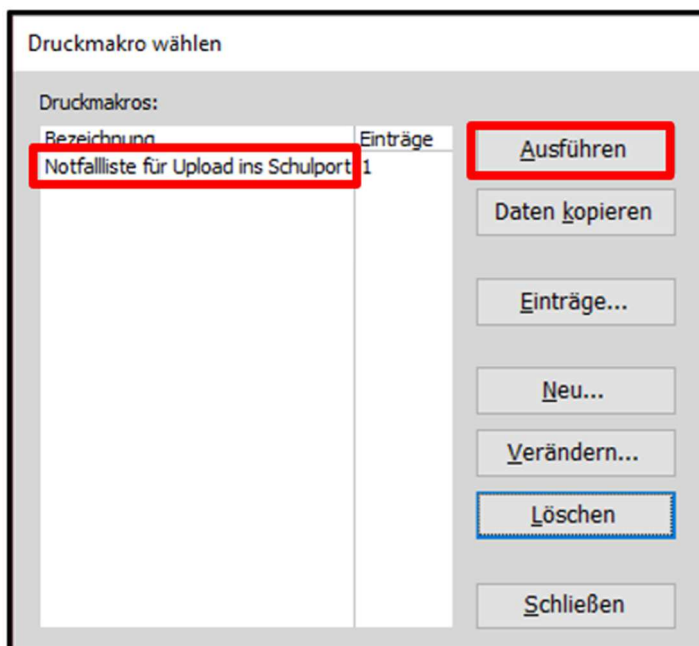 Druckmakro wählen
Druckmakros:
Bezeichnung Einträge
Notfallliste für Upload ins Schulport 1
Ausführen
Daten kopieren
Einträge...
Neu...
Verändern...
Löschen
Schließen